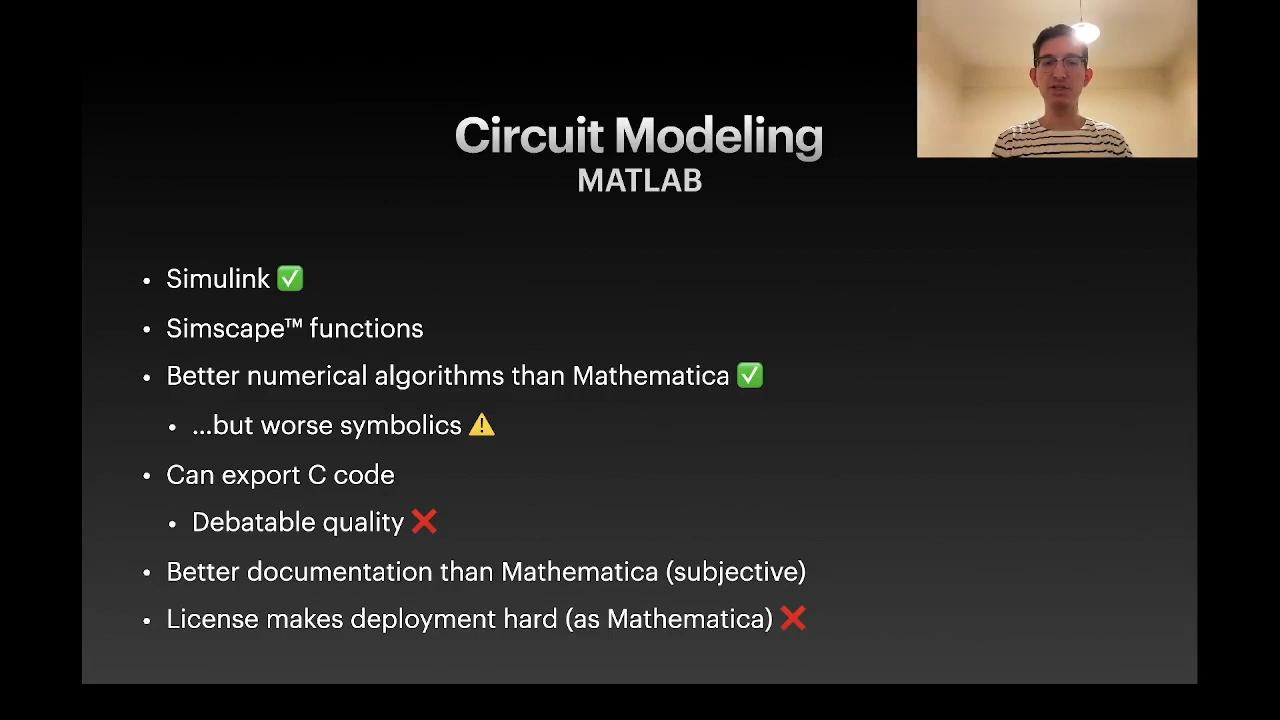 Circuit Modeling
MATLAB
• Simulink ✅
• Simscape™ functions
• Better numerical algorithms than Mathematica ✅
• ...but worse symbolics ⚠️
• Can export C code
• Debatable quality ❌
• Better documentation than Mathematica (subjective)
• License makes deployment hard (as Mathematica) ❌